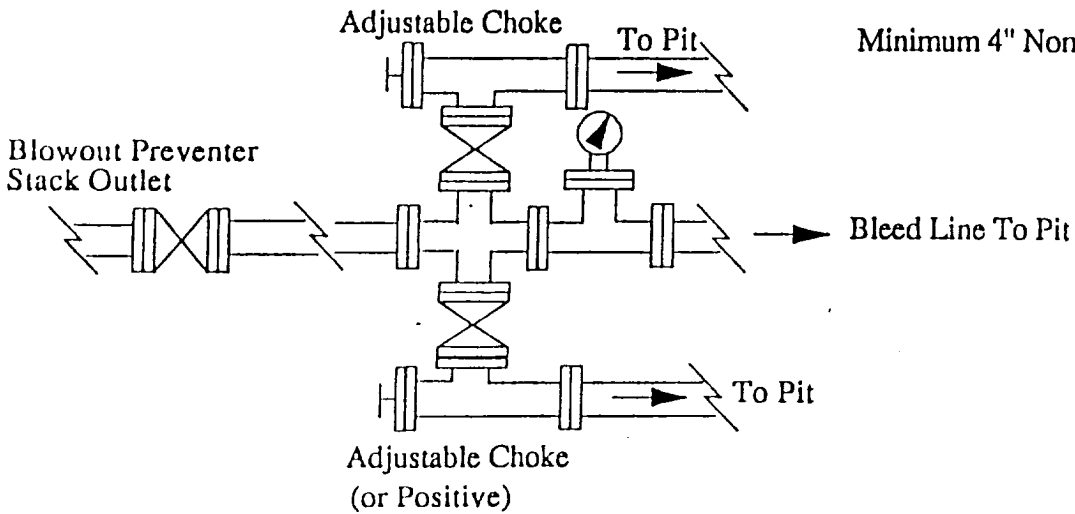 Adjustable Choke
To Pit
Minimum 4" Non
Blowout Preventer
Stack Outlet
Bleed Line To Pit
To Pit
Adjustable Choke
(or Positive)